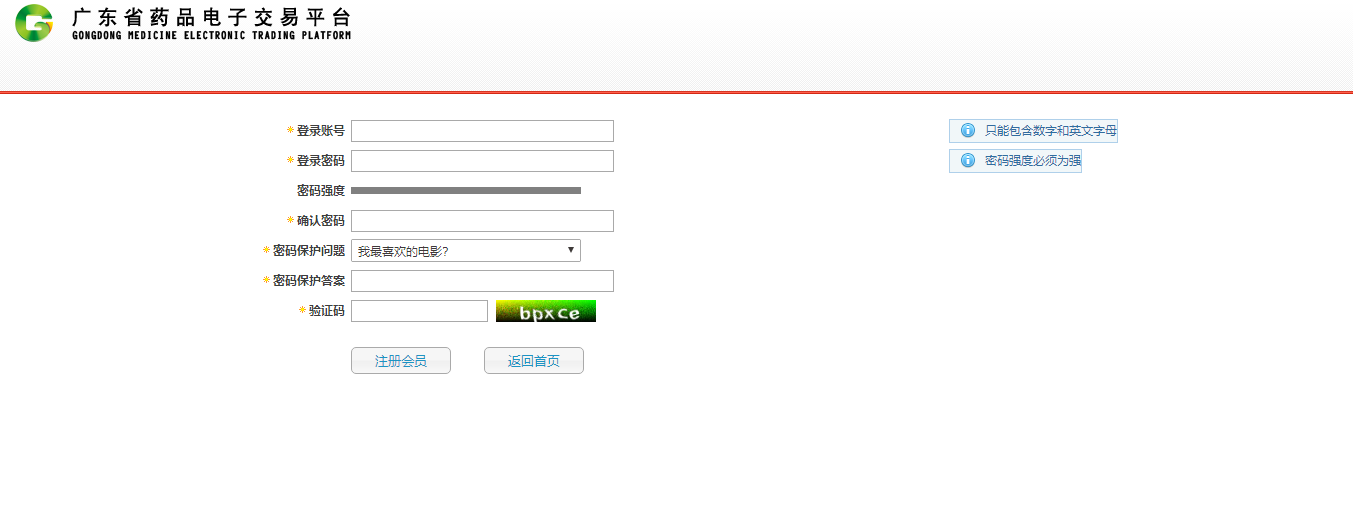 广东省药品电子交易平台
GONGDONG MEDICINE ELECTRONIC TRADING PLATFORM
登录账号
只能包含数字和英文字母
登录密码
密码强度必须为强
密码强度
确认密码
密码保护问题 我最喜欢的电影?
密码保护答案
验证码 bpxce
注册会员 返回首页